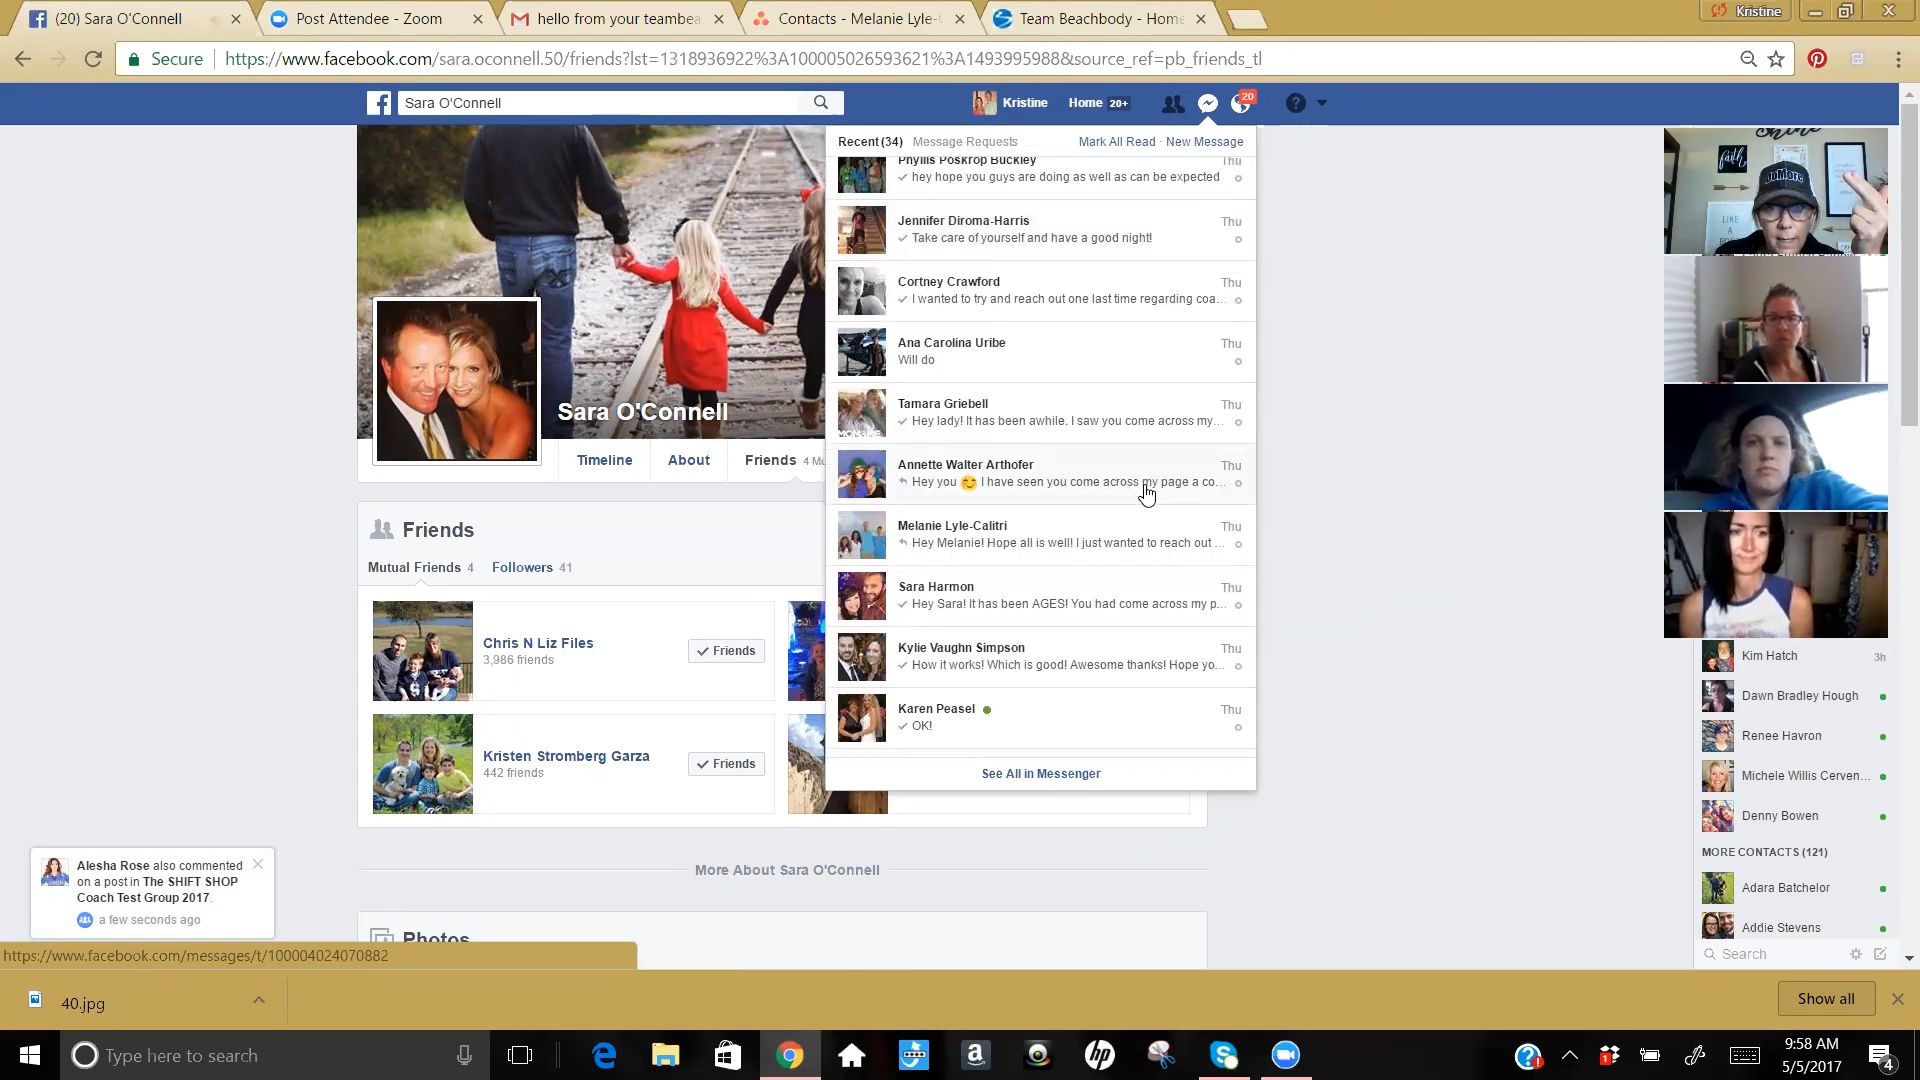 (20) Sara O'Connell
Post Attendee - Zoom
hello from your teambea
Contacts - Melanie Lyle-
Team Beachbody - Home
Kristine
Secure
https://www.facebook.com/sara.oconnell.50/friends?lst=1318936922%3A100005026593621%3A1493995988&source_ref=pb_friends_tl
Sara O'Connell
Kristine
Home 20+
20
Recent (34)
Message Requests
Mark All Read · New Message
Phyllis Poskrop Buckley
Thu
hey hope you guys are doing as well as can be expected
Jennifer Diroma-Harris
Thu
Take care of yourself and have a good night!
Cortney Crawford
Thu
I wanted to try and reach out one last time regarding coa...
Ana Carolina Uribe
Thu
Will do
Tamara Griebell
Thu
Hey lady! It has been awhile. I saw you come across my...
Annette Walter Arthofer
Thu
Hey you 😊 I have seen you come across my page a co...
Melanie Lyle-Calitri
Thu
Hey Melanie! Hope all is well! I just wanted to reach out ...
Sara Harmon
Thu
Hey Sara! It has been AGES! You had come across my p...
Kylie Vaughn Simpson
Thu
How it works! Which is good! Awesome thanks! Hope yo...
Karen Peasel
Thu
OK!
See All in Messenger
Sara O'Connell
Timeline
About
Friends 4 Mu
Friends
Mutual Friends 4
Followers 41
Chris N Liz Files
3,986 friends
Friends
Kristen Stromberg Garza
442 friends
Friends
More About Sara O'Connell
Photos
Alesha Rose also commented
on a post in The SHIFT SHOP
Coach Test Group 2017.
a few seconds ago
https://www.facebook.com/messages/t/100004024070882
Shine
faith
DoMore
LIKE
A
Kim Hatch
3h
Dawn Bradley Hough
Renee Havron
Michele Willis Cerven...
Denny Bowen
MORE CONTACTS (121)
Adara Batchelor
Addie Stevens
Search
40.jpg
Show all
Type here to search
9:58 AM
5/5/2017
4